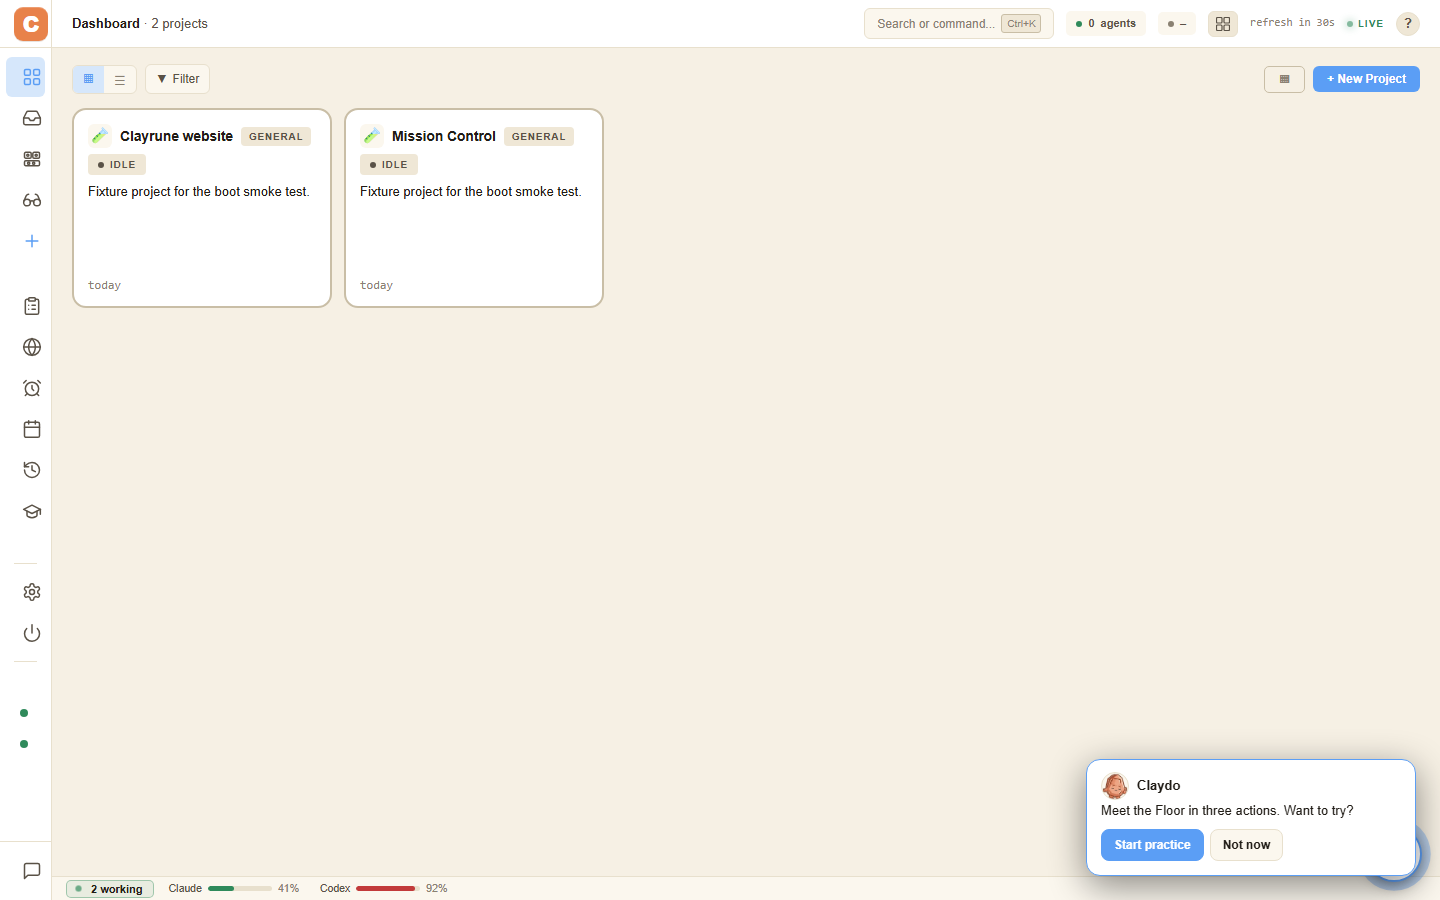 C
Dashboard · 2 projects
Search or command... Ctrl+K
0 agents
–
refresh in 30s
LIVE
?
Filter
+ New Project
Clayrune website GENERAL
IDLE
Fixture project for the boot smoke test.
today
Mission Control GENERAL
IDLE
Fixture project for the boot smoke test.
today
Claydo
Meet the Floor in three actions. Want to try?
Start practice Not now
2 working Claude 41% Codex 92%